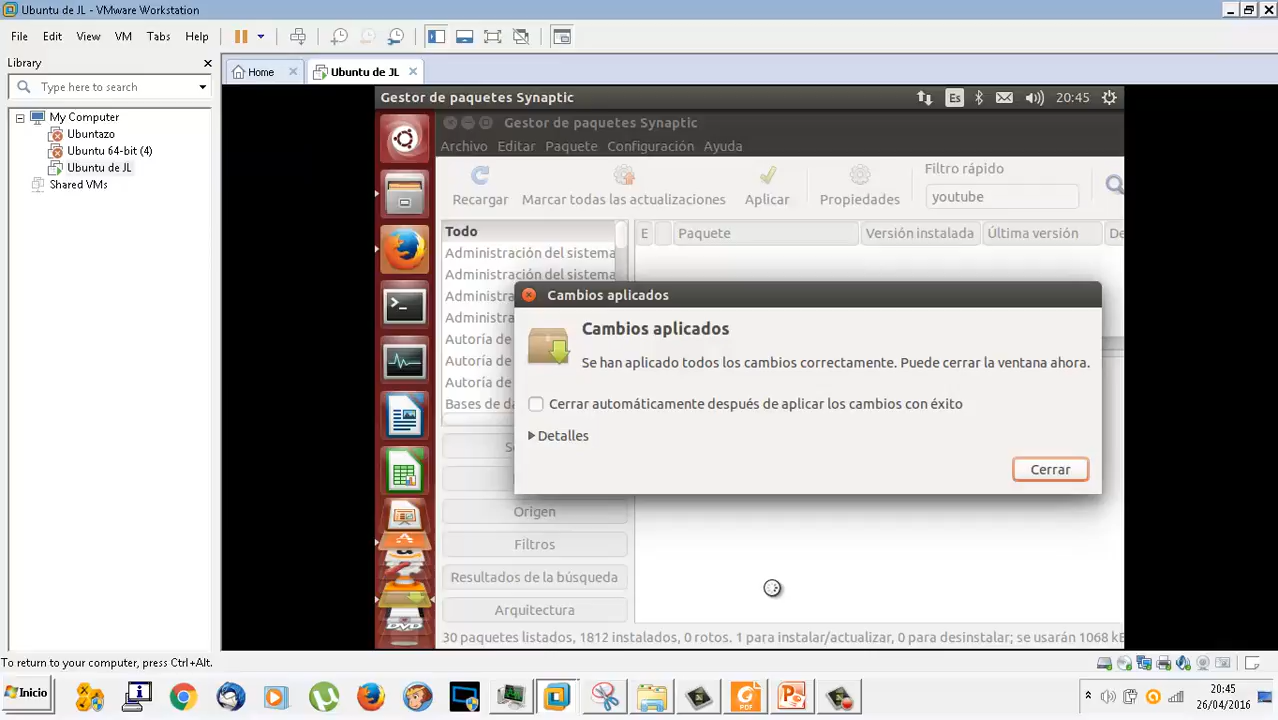 Ubuntu de JL - VMware Workstation
File Edit View VM Tabs Help
Library
Type here to search
My Computer
Ubuntazo
Ubuntu 64-bit (4)
Ubuntu de JL
Shared VMs
Home
Ubuntu de JL
Gestor de paquetes Synaptic
Es
20:45
Gestor de paquetes Synaptic
Archivo Editar Paquete Configuración Ayuda
Filtro rápido
Recargar Marcar todas las actualizaciones Aplicar Propiedades
youtube
Todo
E Paquete Versión instalada Última versión De
Administración del sistema
Administración del sistema
Administra
Administra
Autoría de
Autoría de
Autoría de
Bases de da
Cambios aplicados
Cambios aplicados
Se han aplicado todos los cambios correctamente. Puede cerrar la ventana ahora.
Cerrar automáticamente después de aplicar los cambios con éxito
Detalles
Cerrar
Origen
Filtros
Resultados de la búsqueda
Arquitectura
30 paquetes listados, 1812 instalados, 0 rotos. 1 para instalar/actualizar, 0 para desinstalar; se usarán 1068 kE
To return to your computer, press Ctrl+Alt.
Inicio
20:45
26/04/2016